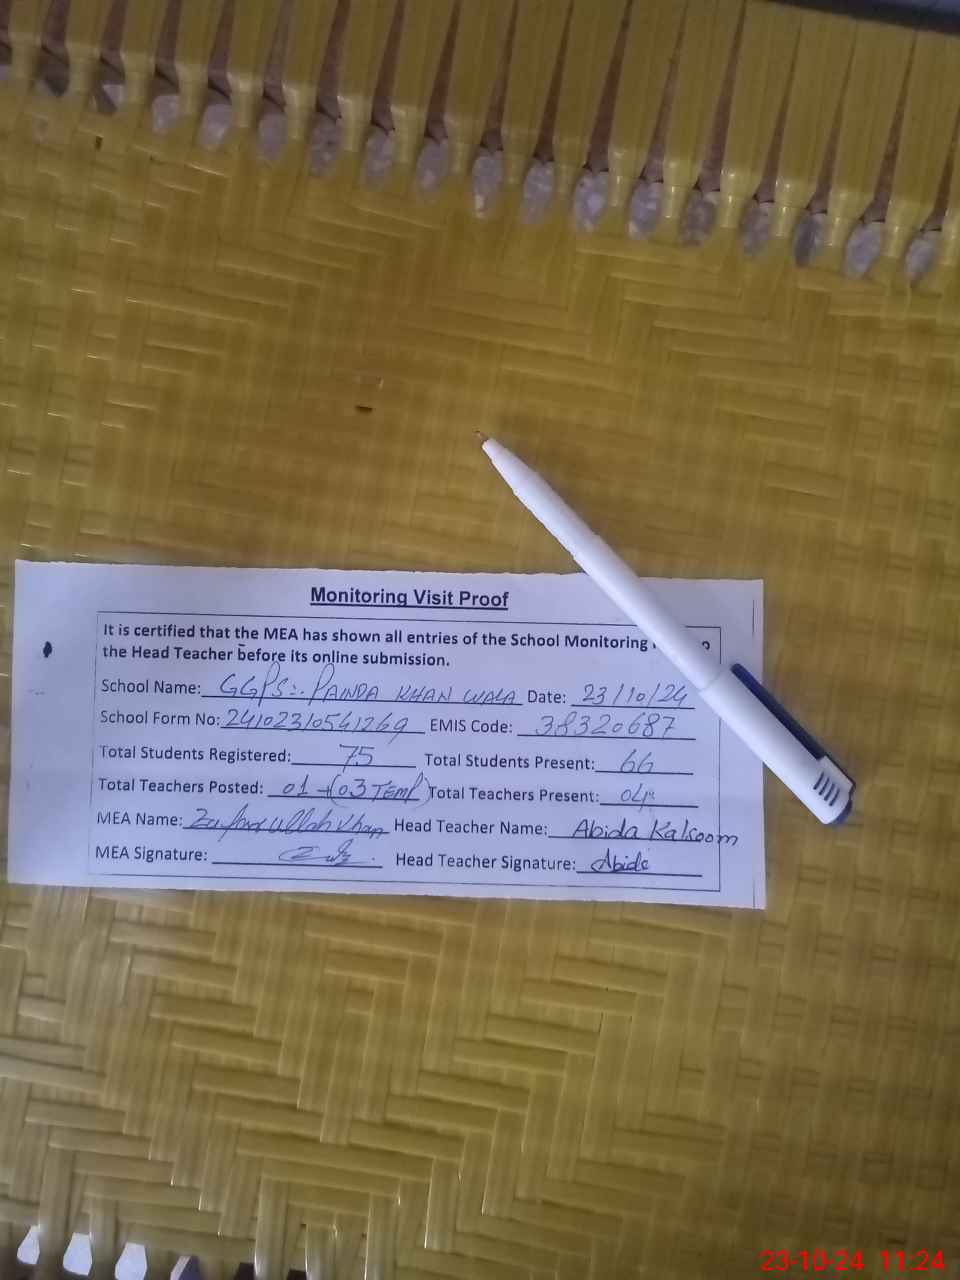 Monitoring Visit Proof
It is certified that the MEA has shown all entries of the School Monitoring
the Head Teacher before its online submission.
School Name: GGPS:. PAINDA KHAN WALA Date: 23/10/24
School Form No: 24102310541269 EMIS Code: 38320687
Total Students Registered: 75 Total Students Present: 66
Total Teachers Posted: 01+(03 TEMP) Total Teachers Present: 04
MEA Name: Zafar ullah khan Head Teacher Name: Abida Kalsoom
MEA Signature: Head Teacher Signature: Abida
23-10-24 11:24